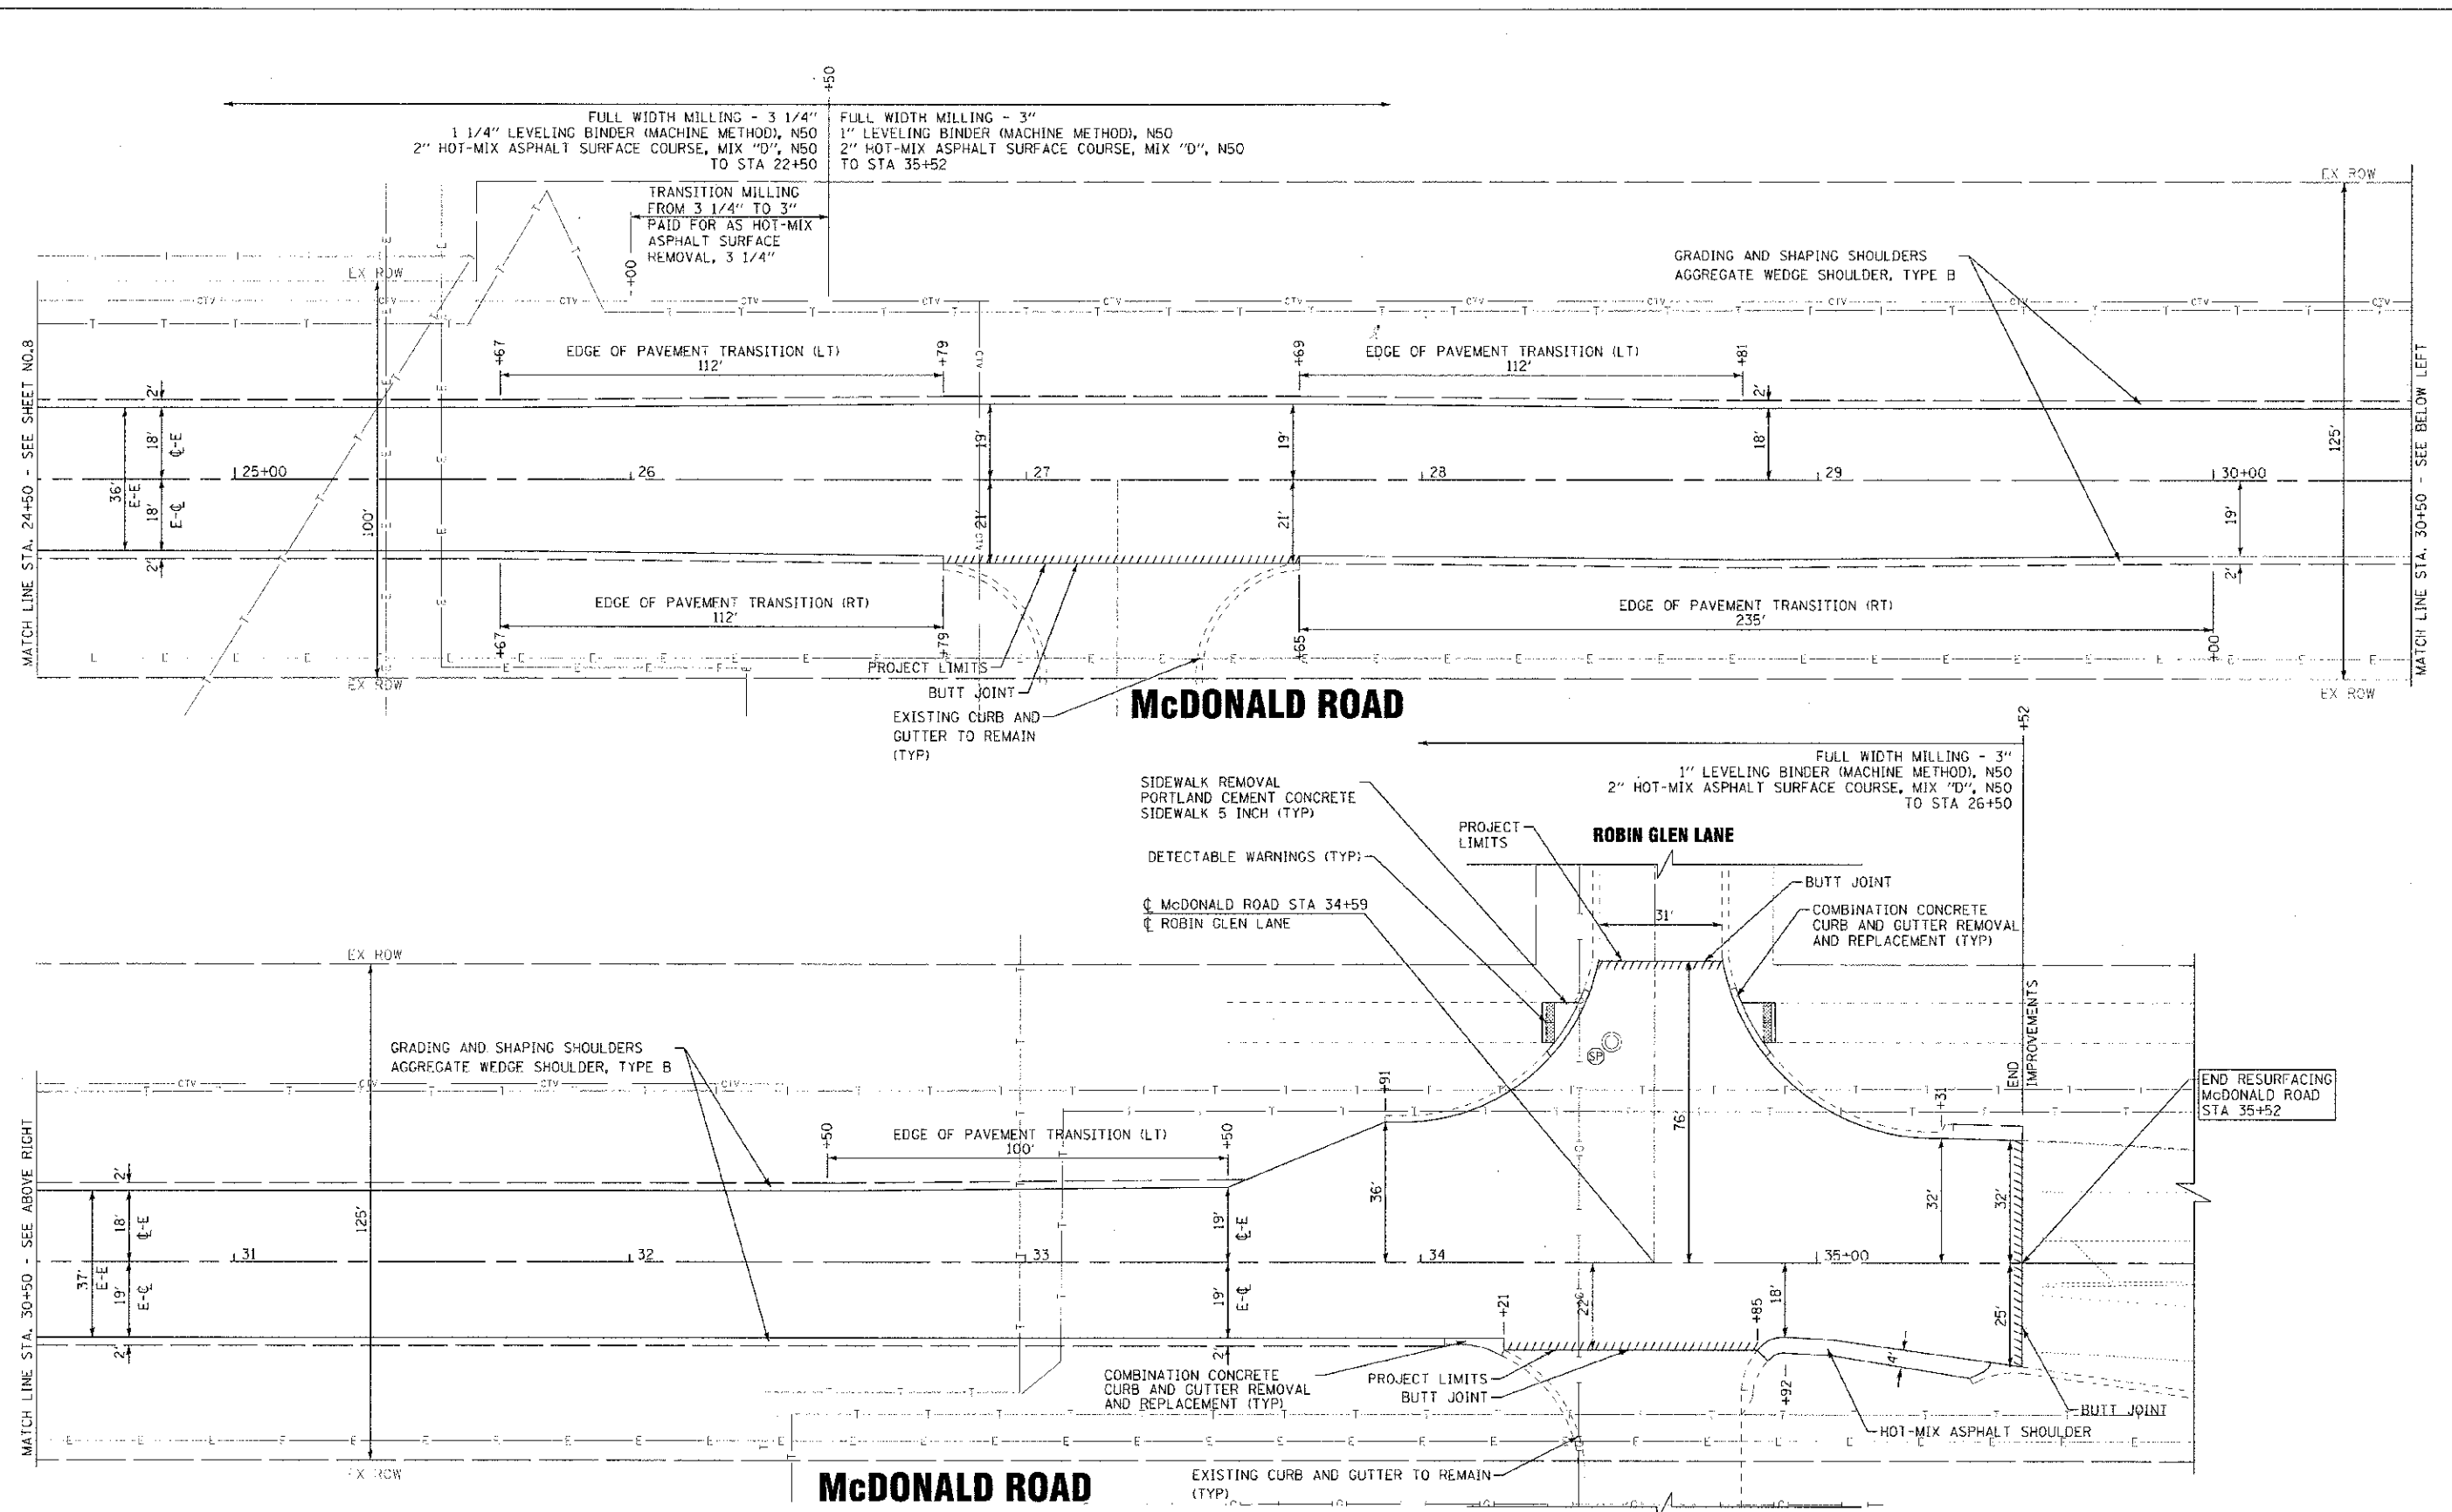 +50
FULL WIDTH MILLING - 3 1/4"
1 1/4" LEVELING BINDER (MACHINE METHOD), N50
2" HOT-MIX ASPHALT SURFACE COURSE, MIX "D", N50
TO STA 22+50
FULL WIDTH MILLING - 3"
1" LEVELING BINDER (MACHINE METHOD), N50
2" HOT-MIX ASPHALT SURFACE COURSE, MIX "D", N50
TO STA 35+52
TRANSITION MILLING
FROM 3 1/4" TO 3"
PAID FOR AS HOT-MIX
ASPHALT SURFACE
REMOVAL, 3 1/4"
+00
EX ROW
EX ROW
GRADING AND SHAPING SHOULDERS
AGGREGATE WEDGE SHOULDER, TYPE B
MATCH LINE STA. 24+50 - SEE SHEET NO.8
+67
EDGE OF PAVEMENT TRANSITION (LT)
112'
+79
+69
EDGE OF PAVEMENT TRANSITION (LT)
112'
+81
2'
18'
₵-E
36'
E-E
18'
E-₵
2'
100'
25+00
26
27
28
29
30+00
19'
21'
19'
21'
2'
18'
19'
2'
125'
MATCH LINE STA. 30+50 - SEE BELOW LEFT
+67
EDGE OF PAVEMENT TRANSITION (RT)
112'
+79
+65
EDGE OF PAVEMENT TRANSITION (RT)
235'
+00
PROJECT LIMITS
BUTT JOINT
EXISTING CURB AND
GUTTER TO REMAIN
(TYP)
EX ROW
EX ROW
McDONALD ROAD
+52
FULL WIDTH MILLING - 3"
1" LEVELING BINDER (MACHINE METHOD), N50
2" HOT-MIX ASPHALT SURFACE COURSE, MIX "D", N50
TO STA 26+50
SIDEWALK REMOVAL
PORTLAND CEMENT CONCRETE
SIDEWALK 5 INCH (TYP)
DETECTABLE WARNINGS (TYP)
₵ McDONALD ROAD STA 34+59
₵ ROBIN GLEN LANE
PROJECT
LIMITS
ROBIN GLEN LANE
BUTT JOINT
31'
COMBINATION CONCRETE
CURB AND GUTTER REMOVAL
AND REPLACEMENT (TYP)
EX ROW
GRADING AND SHAPING SHOULDERS
AGGREGATE WEDGE SHOULDER, TYPE B
SP
END
IMPROVEMENTS
END RESURFACING
McDONALD ROAD
STA 35+52
MATCH LINE STA. 30+50 - SEE ABOVE RIGHT
+50
EDGE OF PAVEMENT TRANSITION (LT)
100'
+50
+91
+31
2'
18'
₵-E
37'
E-E
19'
E-₵
2'
125'
31
32
33
34
35+00
19'
₵-E
19'
E-₵
2'
36'
76'
32'
32'
22'
18'
25'
4'
+21
+85
+92
COMBINATION CONCRETE
CURB AND GUTTER REMOVAL
AND REPLACEMENT (TYP)
PROJECT LIMITS
BUTT JOINT
BUTT JOINT
HOT-MIX ASPHALT SHOULDER
EX ROW
McDONALD ROAD
EXISTING CURB AND GUTTER TO REMAIN
(TYP)